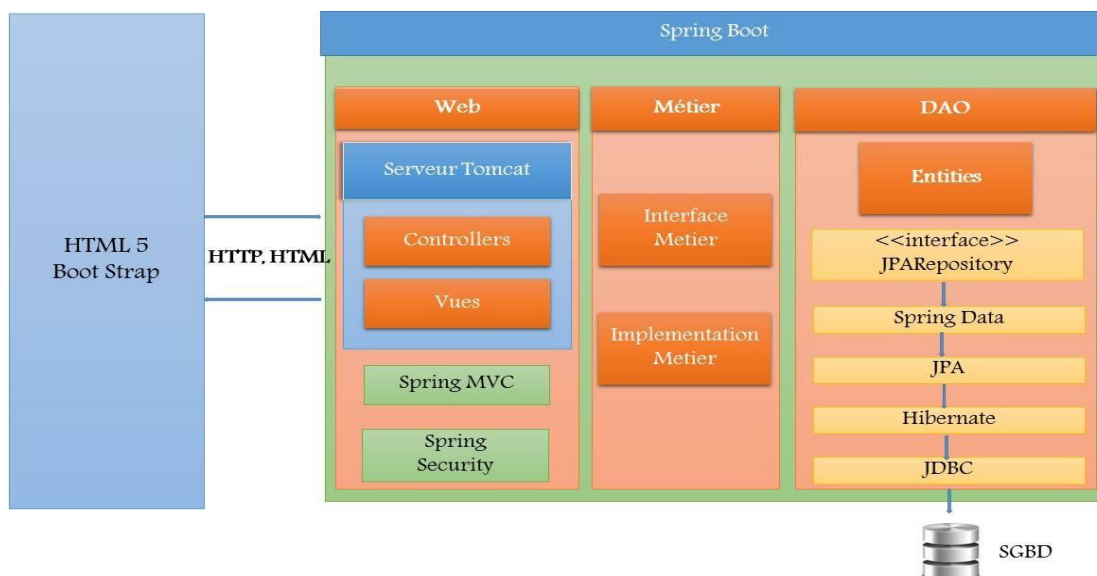 Spring Boot
HTML 5
Boot Strap
HTTP, HTML
Web
Serveur Tomcat
Controllers
Vues
Spring MVC
Spring
Security
Métier
Interface
Metier
Implementation
Metier
DAO
Entities
<<interface>>
JPARepository
Spring Data
JPA
Hibernate
JDBC
SGBD